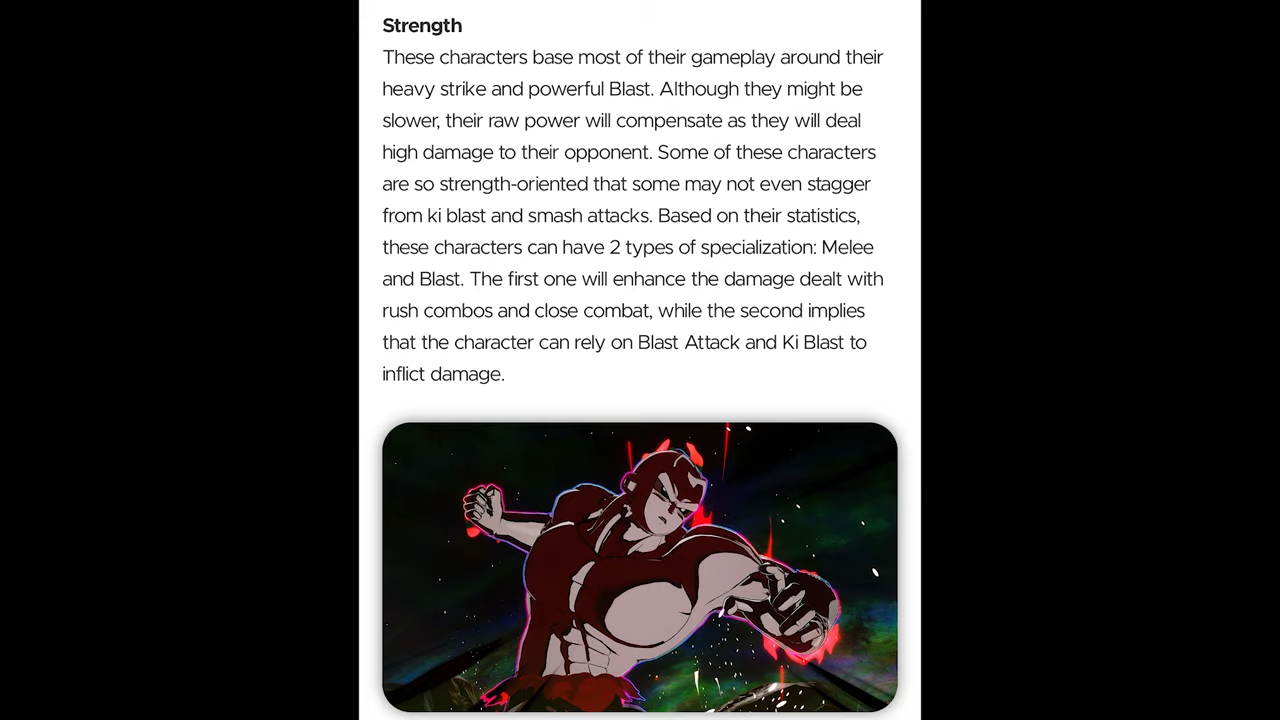 Strength
These characters base most of their gameplay around their
heavy strike and powerful Blast. Although they might be
slower, their raw power will compensate as they will deal
high damage to their opponent. Some of these characters
are so strength-oriented that some may not even stagger
from ki blast and smash attacks. Based on their statistics,
these characters can have 2 types of specialization: Melee
and Blast. The first one will enhance the damage dealt with
rush combos and close combat, while the second implies
that the character can rely on Blast Attack and Ki Blast to
inflict damage.